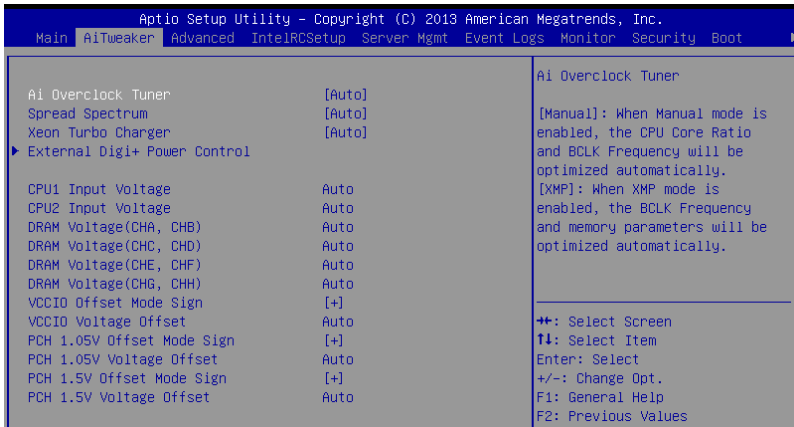 Aptio Setup Utility – Copyright (C) 2013 American Megatrends, Inc.
Main AiTweaker Advanced IntelRCSetup Server Mgmt Event Logs Monitor Security Boot
Ai Overclock Tuner [Auto]
Spread Spectrum [Auto]
Xeon Turbo Charger [Auto]
External Digi+ Power Control
CPU1 Input Voltage Auto
CPU2 Input Voltage Auto
DRAM Voltage(CHA, CHB) Auto
DRAM Voltage(CHC, CHD) Auto
DRAM Voltage(CHE, CHF) Auto
DRAM Voltage(CHG, CHH) Auto
VCCIO Offset Mode Sign [+]
VCCIO Voltage Offset Auto
PCH 1.05V Offset Mode Sign [+]
PCH 1.05V Voltage Offset Auto
PCH 1.5V Offset Mode Sign [+]
PCH 1.5V Voltage Offset Auto
Ai Overclock Tuner
[Manual]: When Manual mode is
enabled, the CPU Core Ratio
and BCLK Frequency will be
optimized automatically.
[XMP]: When XMP mode is
enabled, the BCLK Frequency
and memory parameters will be
optimized automatically.
→←: Select Screen
↑↓: Select Item
Enter: Select
+/-: Change Opt.
F1: General Help
F2: Previous Values